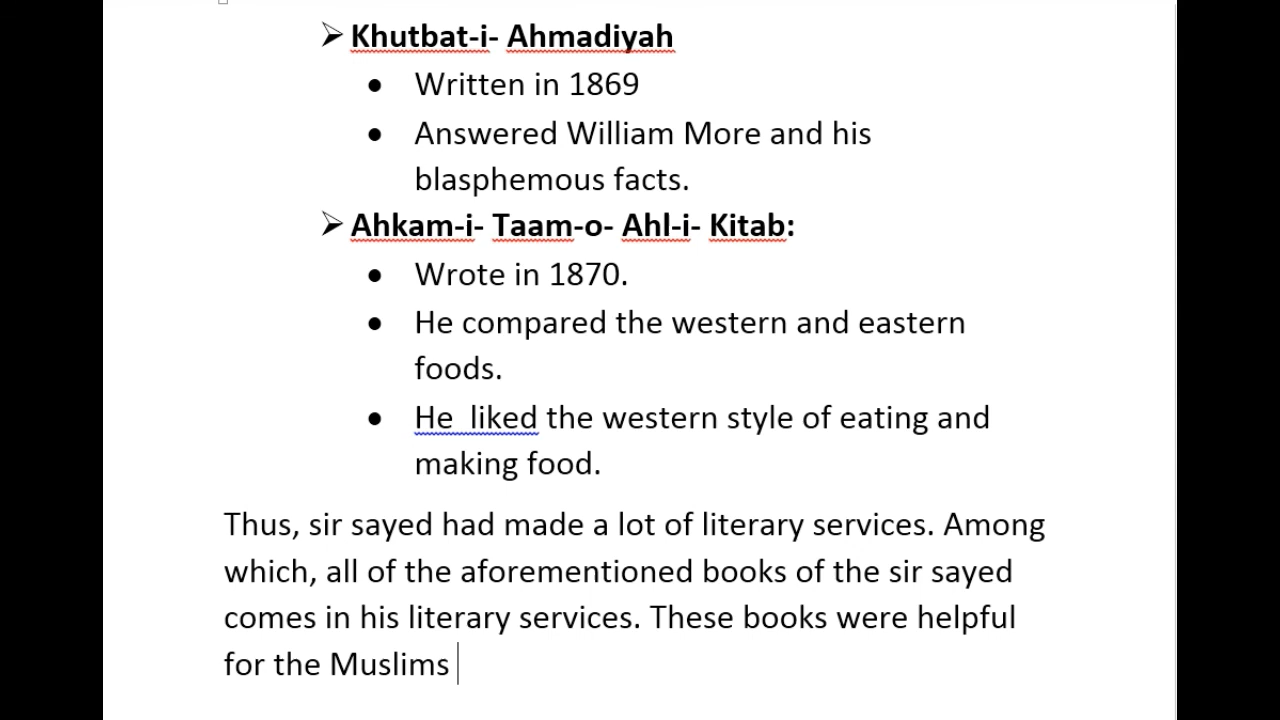 ➢ Khutbat-i- Ahmadiyah
• Written in 1869
• Answered William More and his
blasphemous facts.
➢ Ahkam-i- Taam-o- Ahl-i- Kitab:
• Wrote in 1870.
• He compared the western and eastern
foods.
• He  liked the western style of eating and
making food.
Thus, sir sayed had made a lot of literary services. Among
which, all of the aforementioned books of the sir sayed
comes in his literary services. These books were helpful
for the Muslims